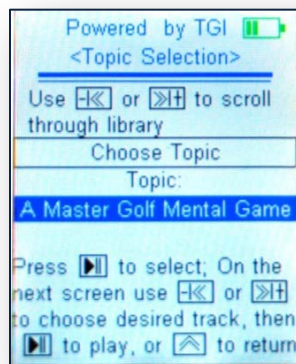 Powered by TGI
<Topic Selection>
Use -|≪ or ≫|+ to scroll
through library
Choose Topic
Topic:
A Master Golf Mental Game
Press ▶|| to select; On the
next screen use -|≪ or ≫|+
to choose desired track, then
▶|| to play, or ︽ to return